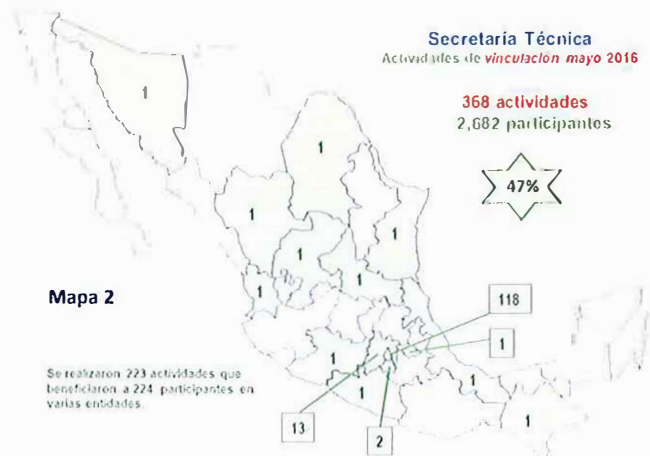 Secretaría Técnica
Actividades de vinculación mayo 2016
368 actividades
2,682 participantes
47%
1
1
1
1
1
1
1
Mapa 2
118
1
Se realizaron 223 actividades que
beneficiaron a 224 participantes en
varias entidades.
1
1
1
1
13
2